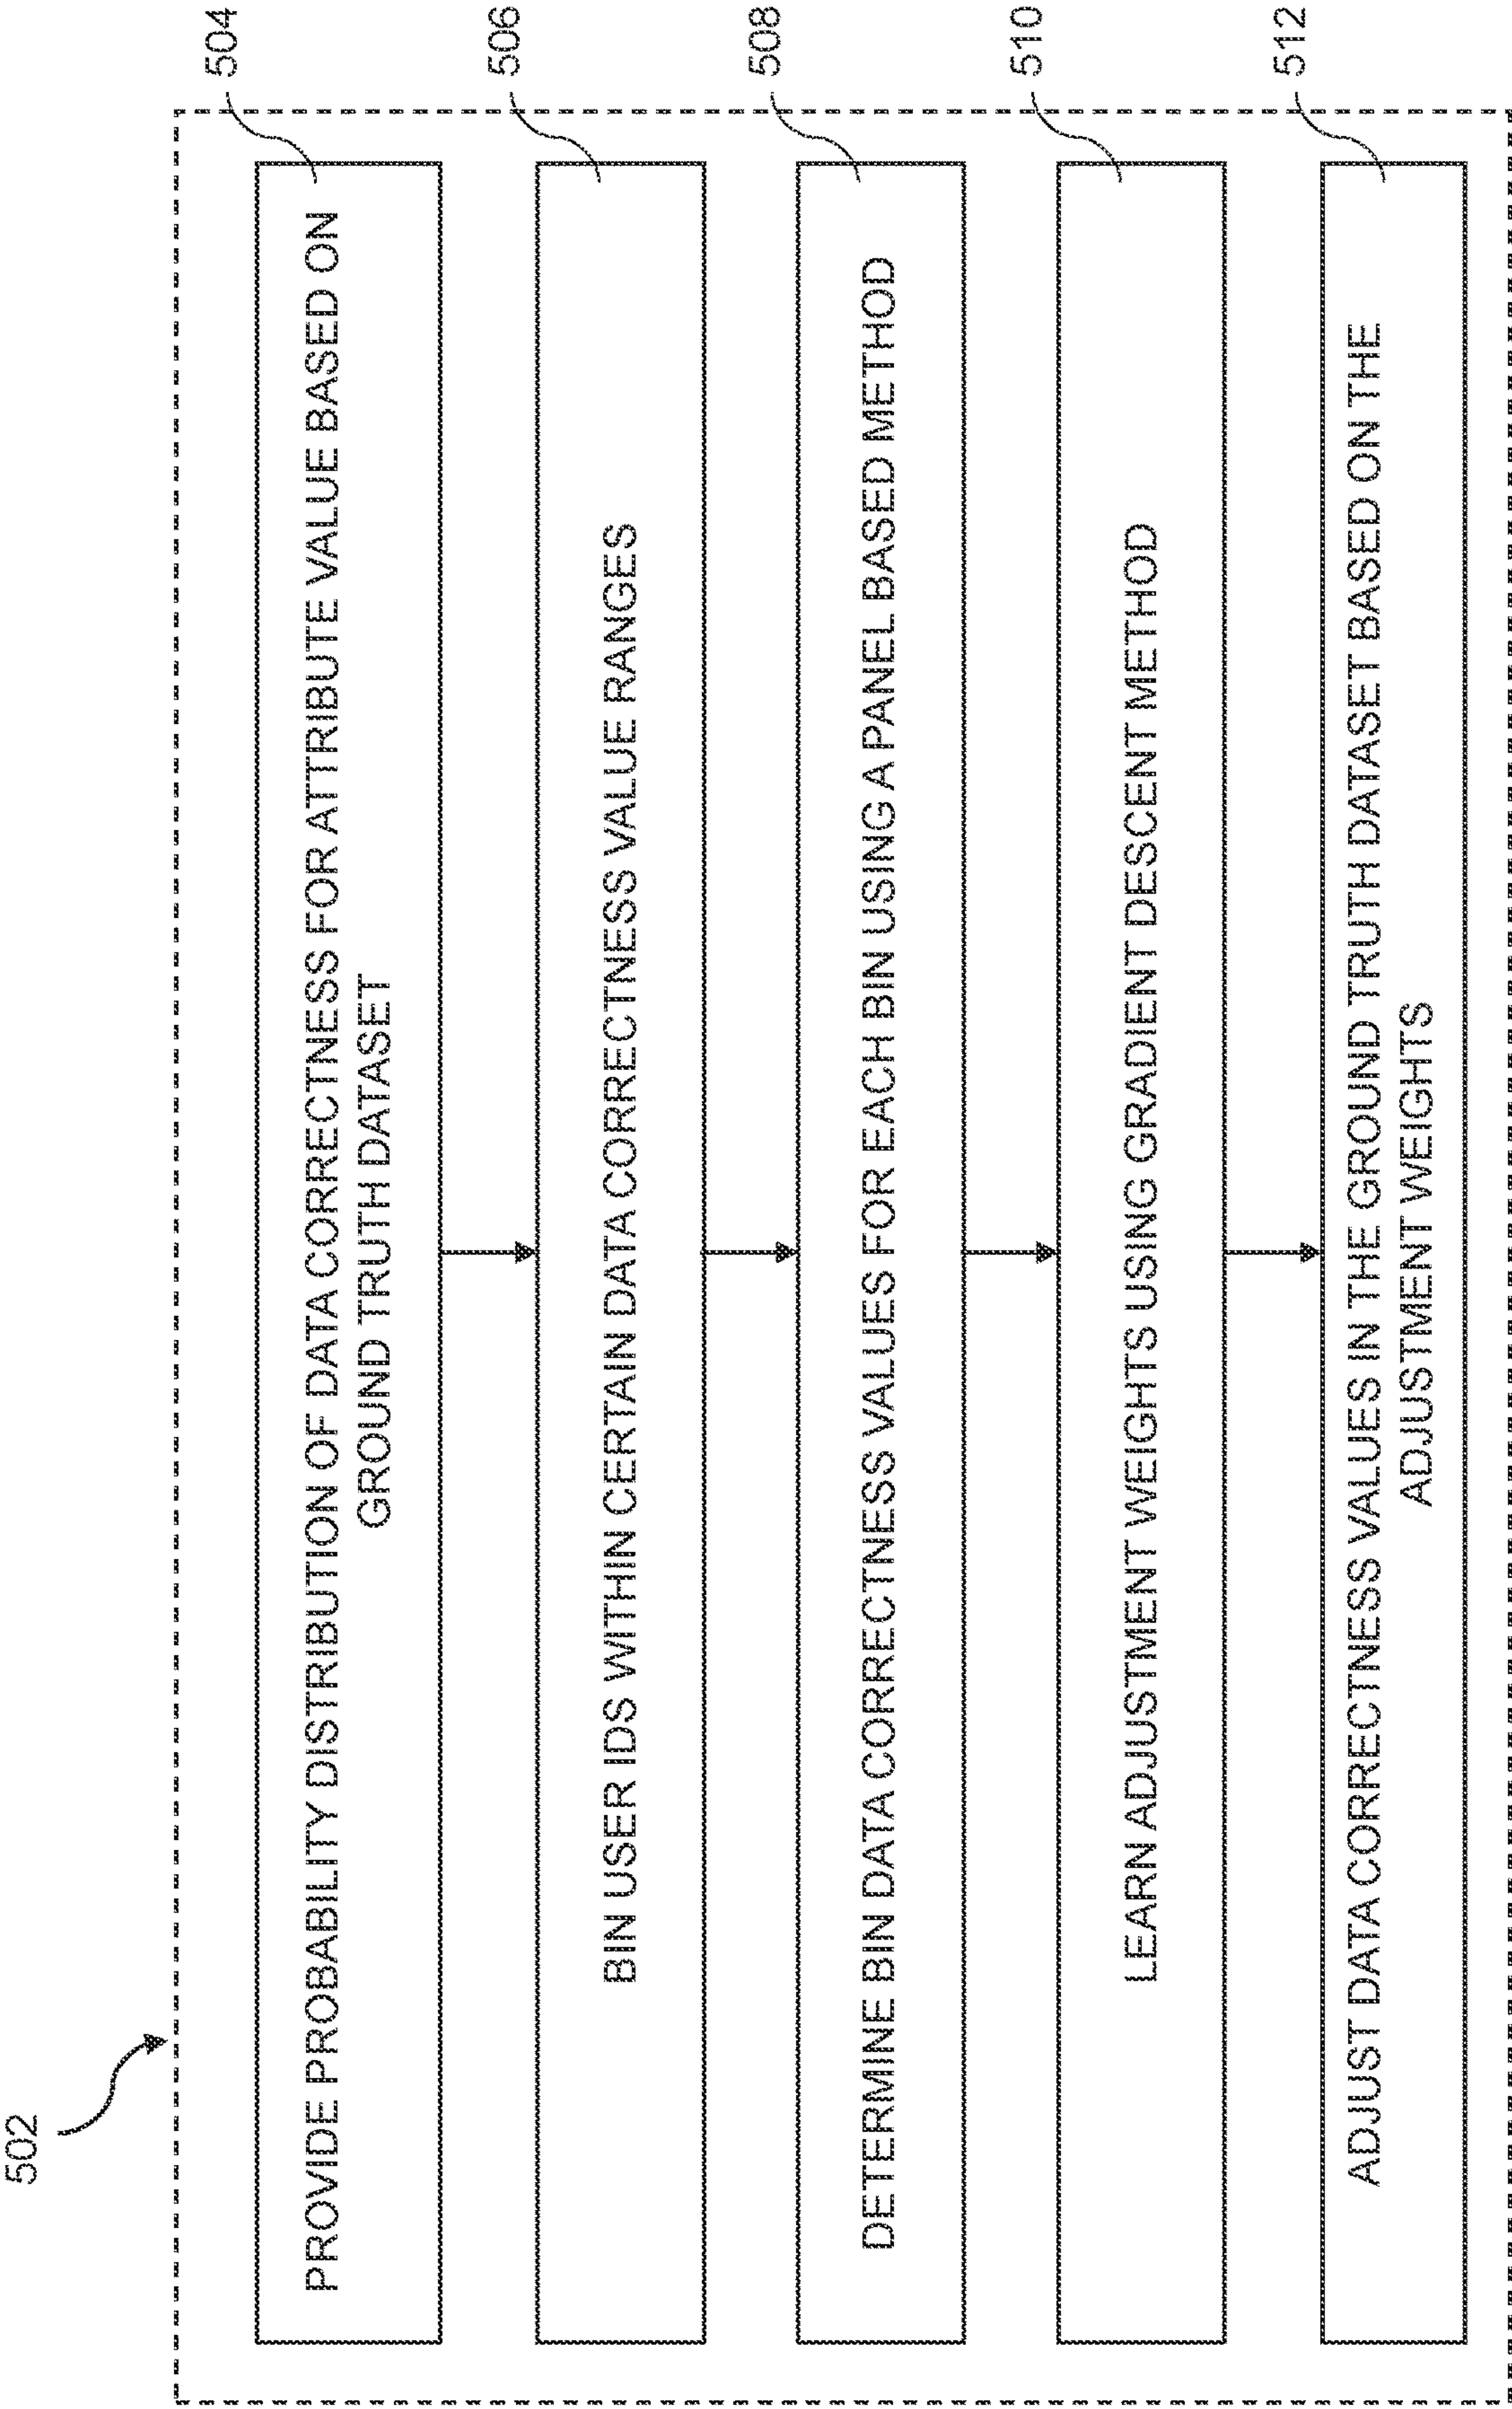 502
504
PROVIDE PROBABILITY DISTRIBUTION OF DATA CORRECTNESS FOR ATTRIBUTE VALUE BASED ON
GROUND TRUTH DATASET
506
BIN USER IDS WITHIN CERTAIN DATA CORRECTNESS VALUE RANGES
508
DETERMINE BIN DATA CORRECTNESS VALUES FOR EACH BIN USING A PANEL BASED METHOD
510
LEARN ADJUSTMENT WEIGHTS USING GRADIENT DESCENT METHOD
512
ADJUST DATA CORRECTNESS VALUES IN THE GROUND TRUTH DATASET BASED ON THE
ADJUSTMENT WEIGHTS